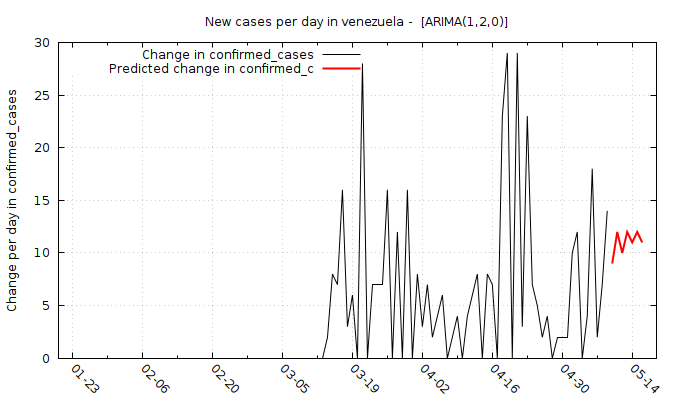 New cases per day in venezuela -  [ARIMA(1,2,0)]
Change in confirmed_cases
Predicted change in confirmed_c
Change per day in confirmed_cases
30
25
20
15
10
5
0
01-23 02-06 02-20 03-05 03-19 04-02 04-16 04-30 05-14